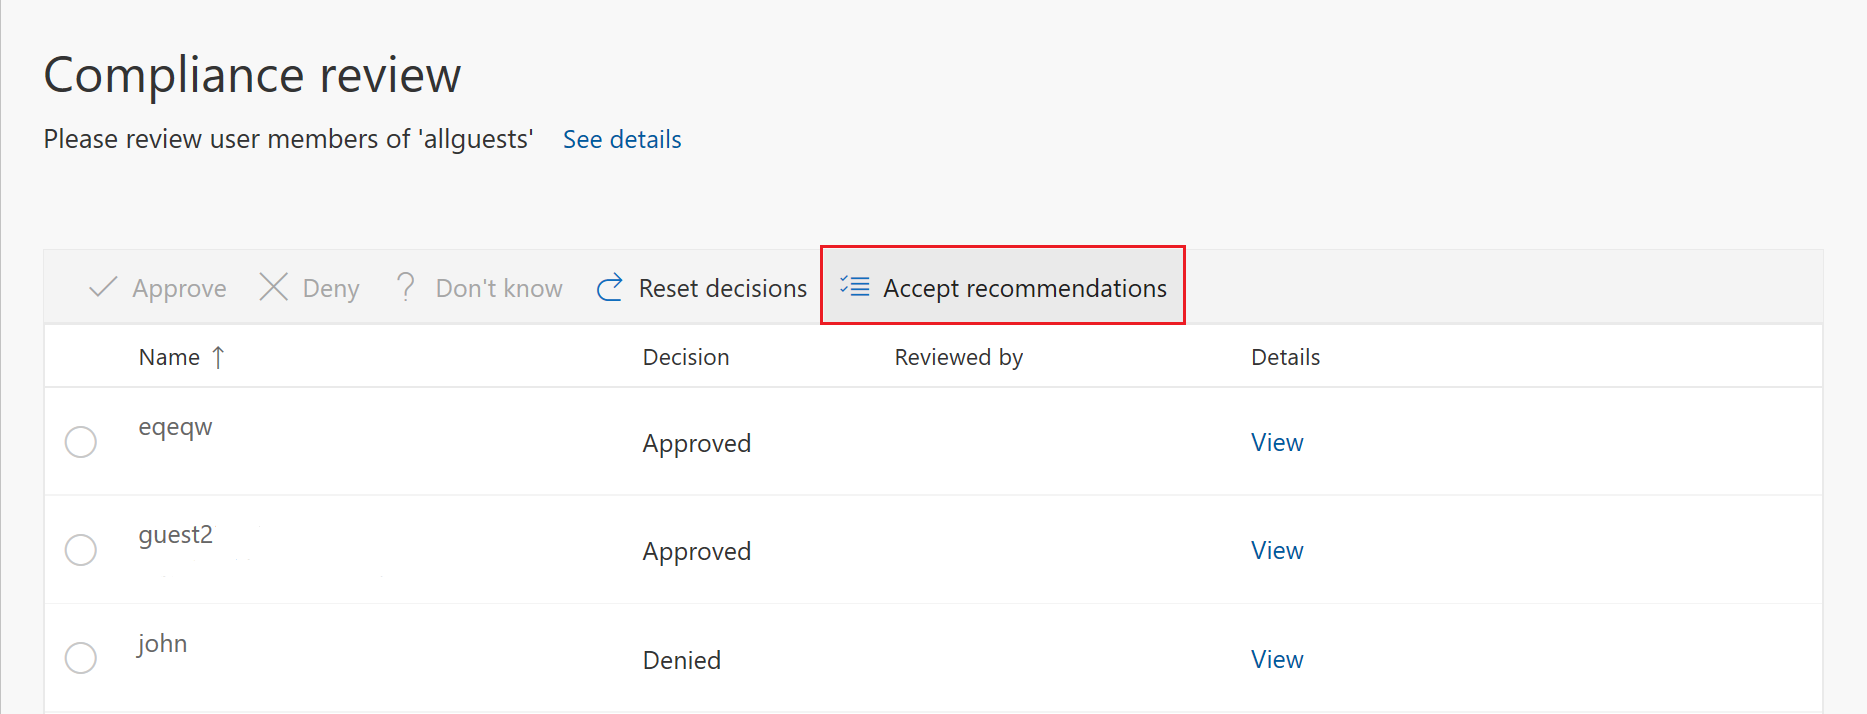 Compliance review
Please review user members of 'allguests' See details
Approve Deny Don't know Reset decisions Accept recommendations
Name Decision Reviewed by Details
eqeqw Approved View
guest2 Approved View
john Denied View